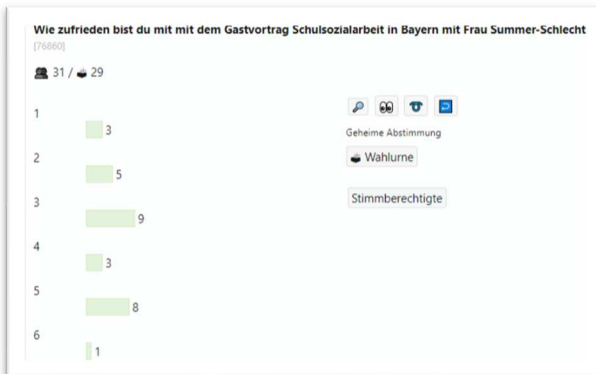 Wie zufrieden bist du mit mit dem Gastvortrag Schulsozialarbeit in Bayern mit Frau Summer-Schlecht
[76860]
31 / 29
1
3
2
5
3
9
4
3
5
8
6
1
Geheime Abstimmung
Wahlurne
Stimmberechtigte